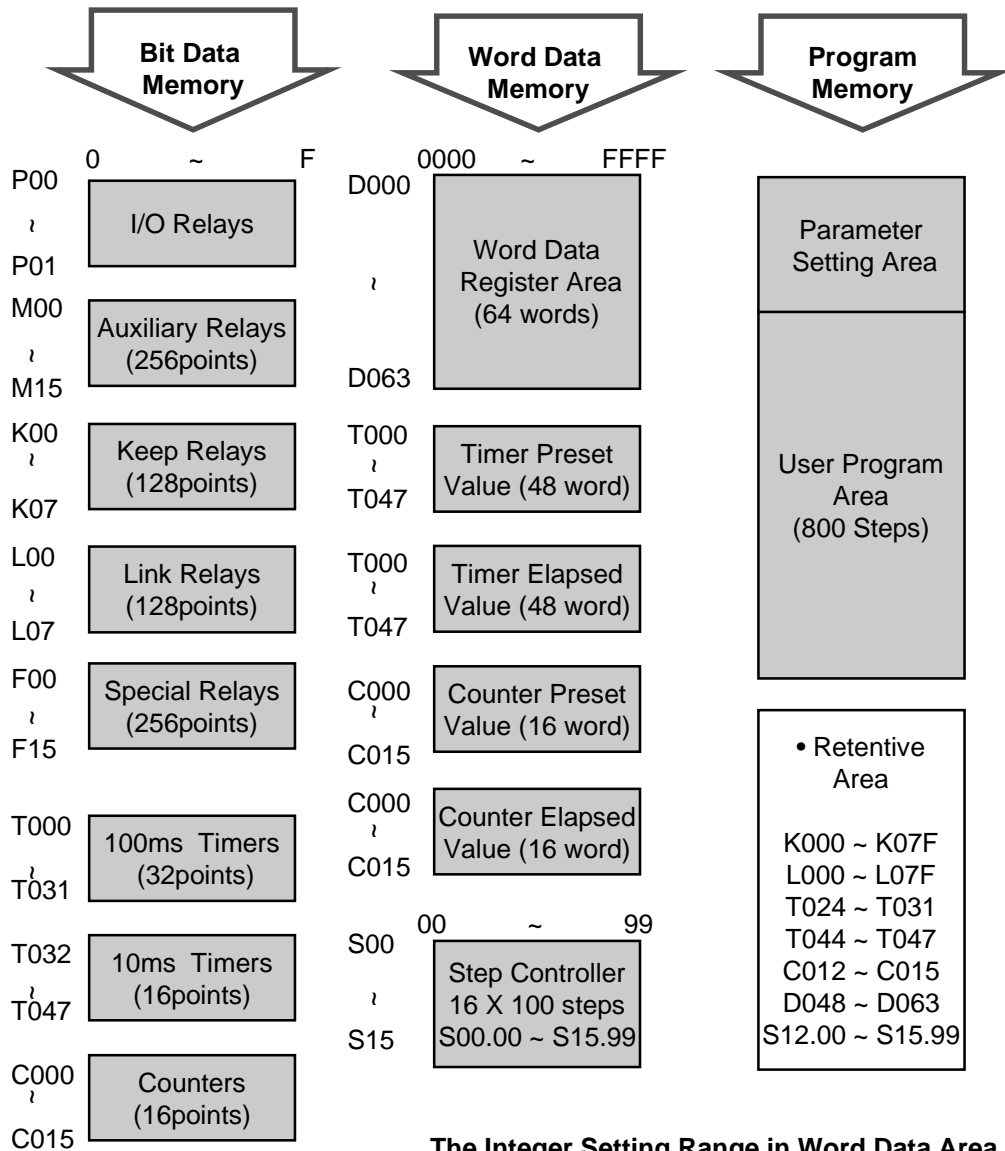 Bit Data
Memory
0 ~ F
P00
~
P01
I/O Relays
M00
~
M15
Auxiliary Relays
(256points)
K00
~
K07
Keep Relays
(128points)
L00
~
L07
Link Relays
(128points)
F00
~
F15
Special Relays
(256points)
T000
~
T031
100ms Timers
(32points)
T032
~
T047
10ms Timers
(16points)
C000
~
C015
Counters
(16points)
Word Data
Memory
0000 ~ FFFF
D000
~
D063
Word Data
Register Area
(64 words)
T000
~
T047
Timer Preset
Value (48 word)
T000
~
T047
Timer Elapsed
Value (48 word)
C000
~
C015
Counter Preset
Value (16 word)
C000
~
C015
Counter Elapsed
Value (16 word)
00 ~ 99
S00
~
S15
Step Controller
16 X 100 steps
S00.00 ~ S15.99
Program
Memory
Parameter
Setting Area
User Program
Area
(800 Steps)
• Retentive
Area
K000 ~ K07F
L000 ~ L07F
T024 ~ T031
T044 ~ T047
C012 ~ C015
D048 ~ D063
S12.00 ~ S15.99
The Integer Setting Range in Word Data Area